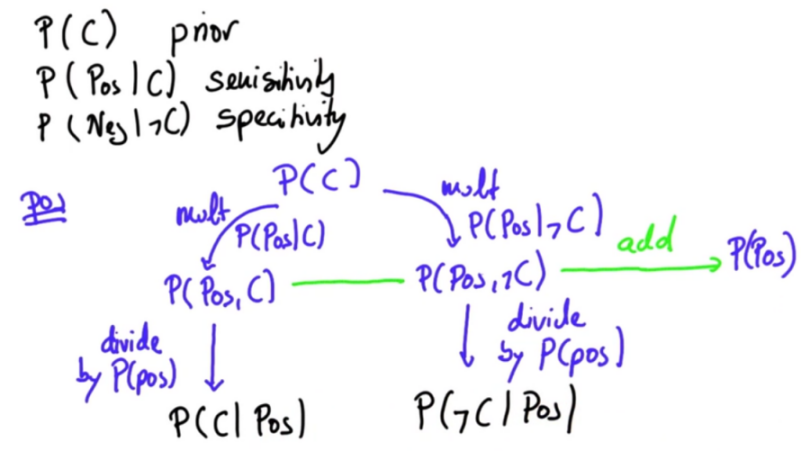 P(C) prior
P(Pos|C) sensitivity
P(Neg|¬C) specitivity
Pos
P(C)
mult
P(Pos|C)
mult
P(Pos|¬C)
P(Pos,C)
P(Pos,¬C)
add
P(Pos)
divide
by P(pos)
divide
by P(pos)
P(C|Pos)
P(¬C|Pos)